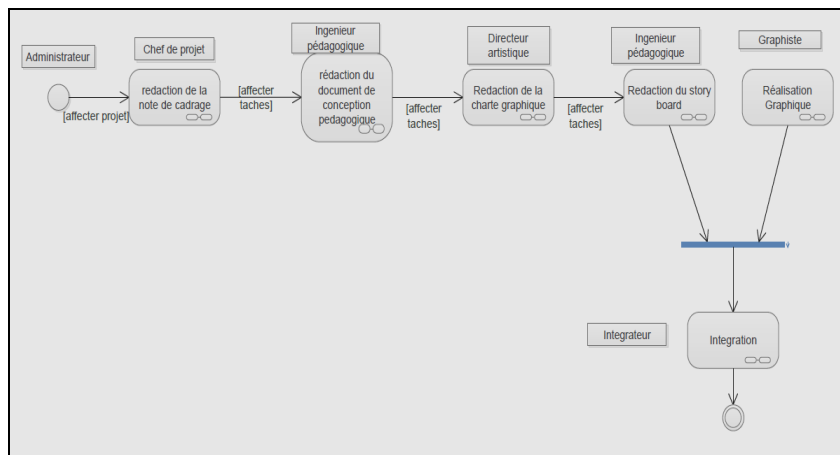 Administrateur
Chef de projet
Ingenieur
pédagogique
Directeur
artistique
Ingenieur
pédagogique
Graphiste
[affecter projet]
redaction de la
note de cadrage
[affecter
taches]
rédaction du
document de
conception
pedagogique
[affecter
taches]
Redaction de la
charte graphique
[affecter
taches]
Redaction du story
board
Réalisation
Graphique
Integrateur
Integration